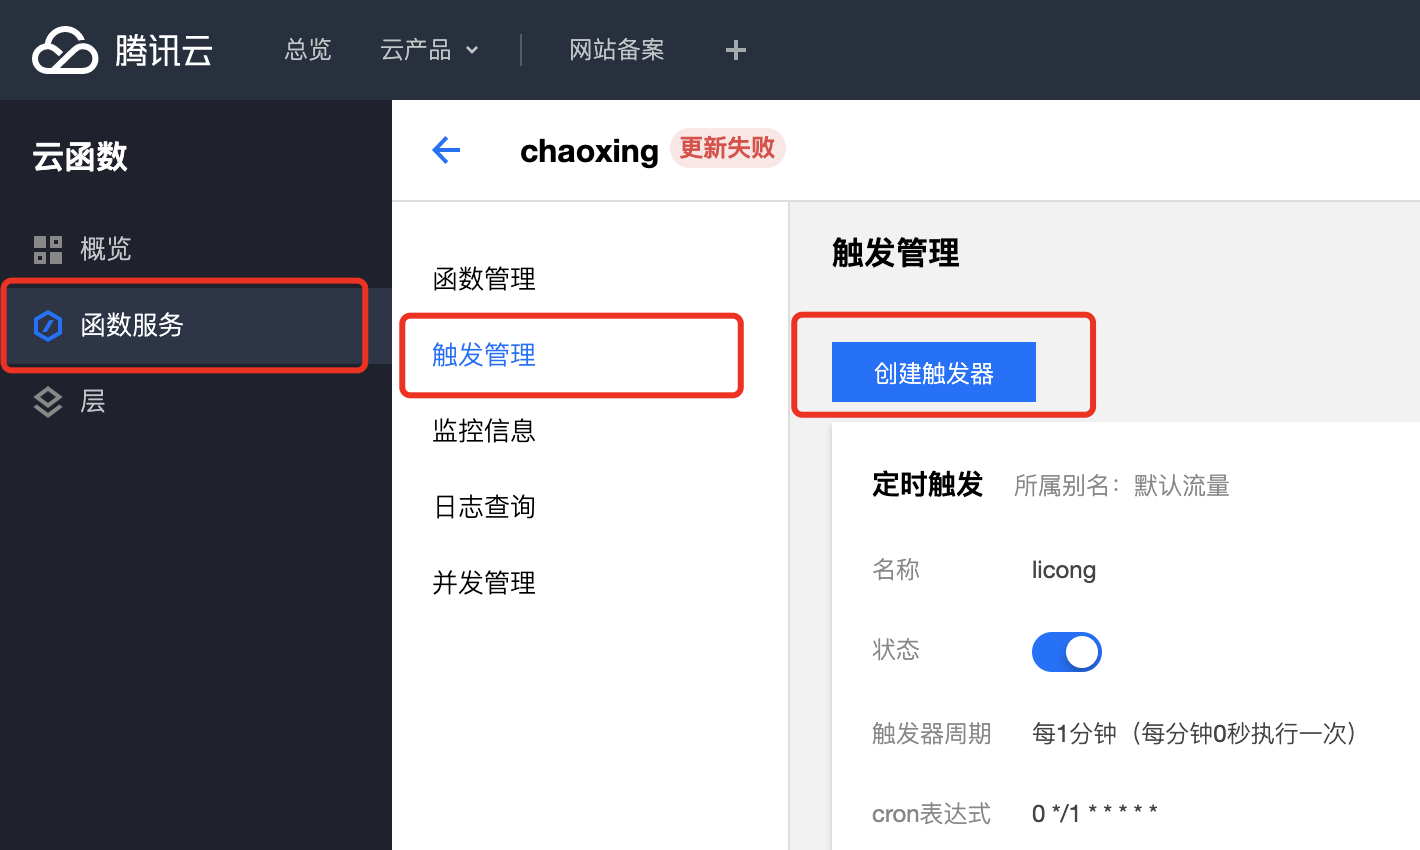 腾讯云 总览 云产品 网站备案 +
云函数
概览
函数服务
层
chaoxing 更新失败
函数管理
触发管理
监控信息
日志查询
并发管理
触发管理
创建触发器
定时触发 所属别名：默认流量
名称 licong
状态
触发器周期 每1分钟（每分钟0秒执行一次）
cron表达式 0 */1 * * * * *